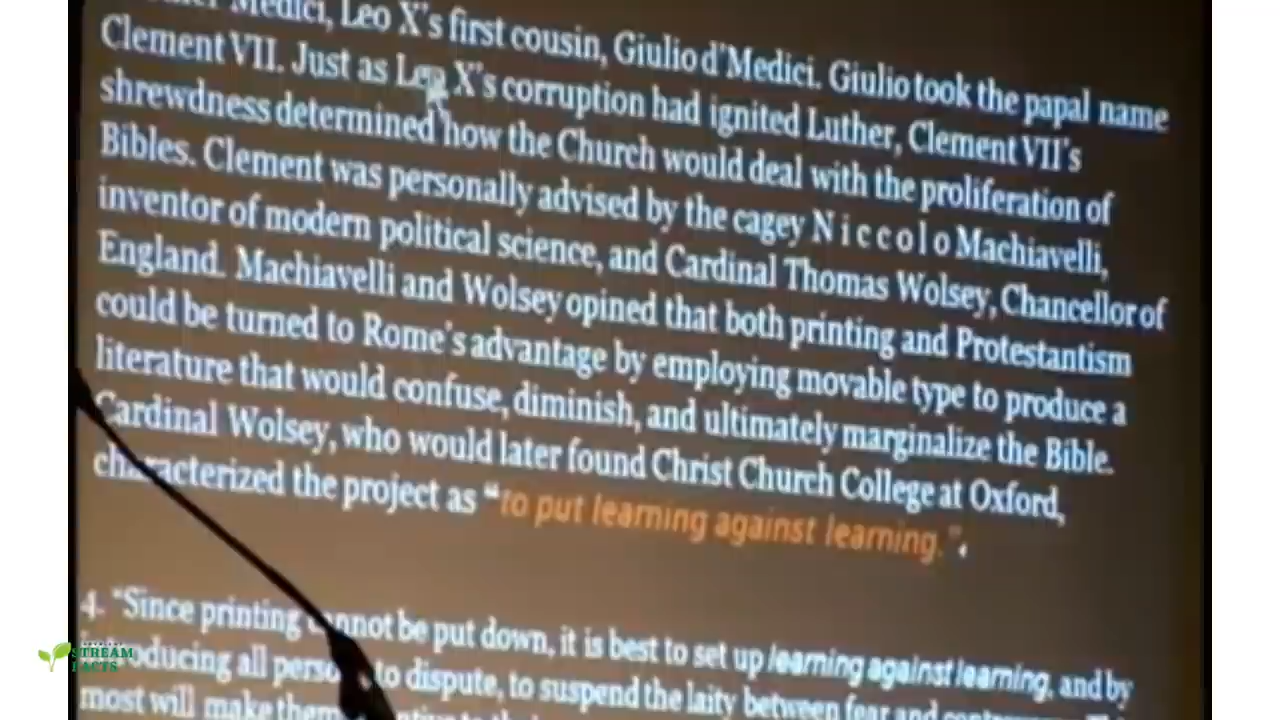 Medici, Leo X's first cousin, Giulio d'Medici. Giulio took the papal name
Clement VII. Just as Leo X's corruption had ignited Luther, Clement VII's
shrewdness determined how the Church would deal with the proliferation of
Bibles. Clement was personally advised by the cagey Niccolo Machiavelli,
inventor of modern political science, and Cardinal Thomas Wolsey, Chancellor of
England. Machiavelli and Wolsey opined that both printing and Protestantism
could be turned to Rome's advantage by employing movable type to produce a
literature that would confuse, diminish, and ultimately marginalize the Bible.
Cardinal Wolsey, who would later found Christ Church College at Oxford,
characterized the project as “to put learning against learning.”.
4. “Since printing cannot be put down, it is best to set up learning against learning, and by
introducing all persons to dispute, to suspend the laity between fear and
most will make them
STREAM
FACTS